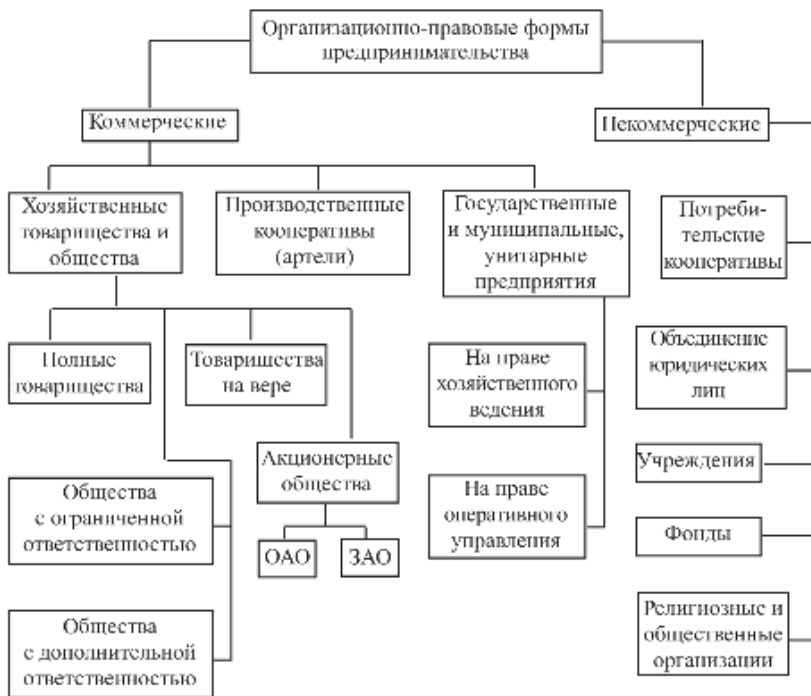 Организационно-правовые формы
предпринимательства
Коммерческие
Некоммерческие
Хозяйственные
товарищества и
общества
Производственные
кооперативы
(артели)
Государственные
и муниципальные,
унитарные
предприятия
Потреби-
тельские
кооперативы
Полные
товарищества
Товарищества
на вере
На праве
хозяйственного
ведения
Объединение
юридических
лиц
Акционерные
общества
Учреждения
Общества
с ограниченной
ответственностью
На праве
оперативного
управления
ОАО
ЗАО
Фонды
Общества
с дополнительной
ответственностью
Религиозные и
общественные
организации